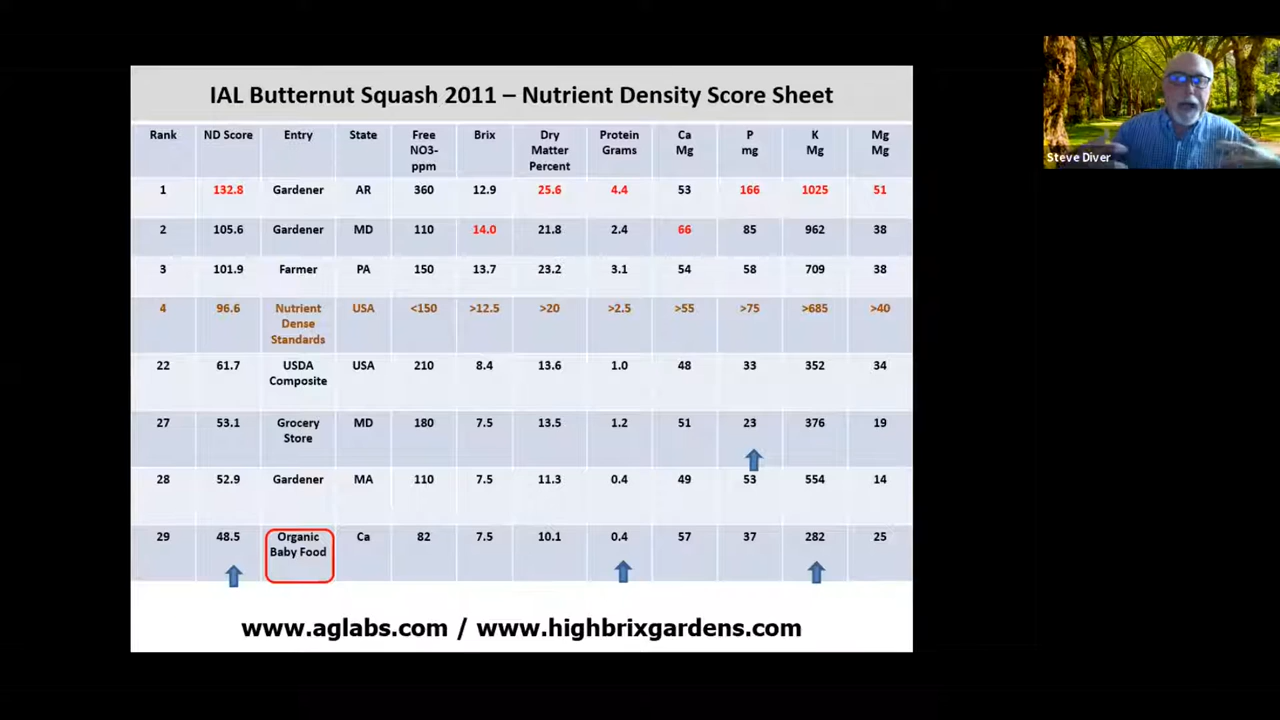 IAL Butternut Squash 2011 – Nutrient Density Score Sheet
Rank ND Score Entry State Free NO3- ppm Brix Dry Matter Percent Protein Grams Ca Mg P mg K Mg Mg Mg
1 132.8 Gardener AR 360 12.9 25.6 4.4 53 166 1025 51
2 105.6 Gardener MD 110 14.0 21.8 2.4 66 85 962 38
3 101.9 Farmer PA 150 13.7 23.2 3.1 54 58 709 38
4 96.6 Nutrient Dense Standards USA <150 >12.5 >20 >2.5 >55 >75 >685 >40
22 61.7 USDA Composite USA 210 8.4 13.6 1.0 48 33 352 34
27 53.1 Grocery Store MD 180 7.5 13.5 1.2 51 23 376 19
28 52.9 Gardener MA 110 7.5 11.3 0.4 49 53 554 14
29 48.5 Organic Baby Food Ca 82 7.5 10.1 0.4 57 37 282 25
www.aglabs.com / www.highbrixgardens.com
Steve Diver